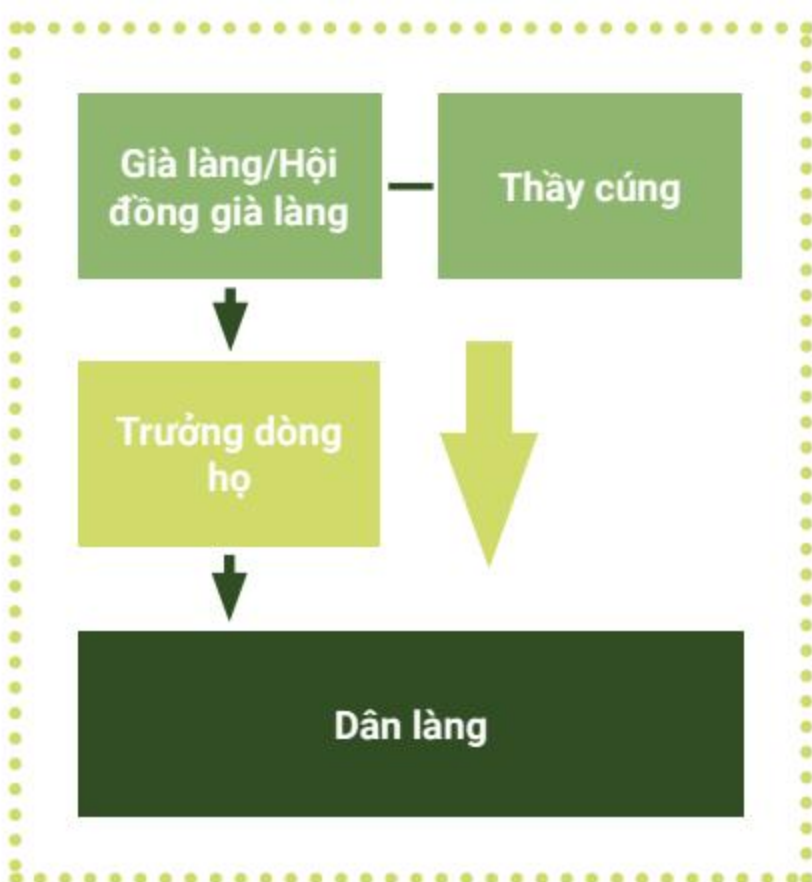 Già làng/Hội
đồng già làng
Thầy cúng
Trưởng dòng
họ
Dân làng